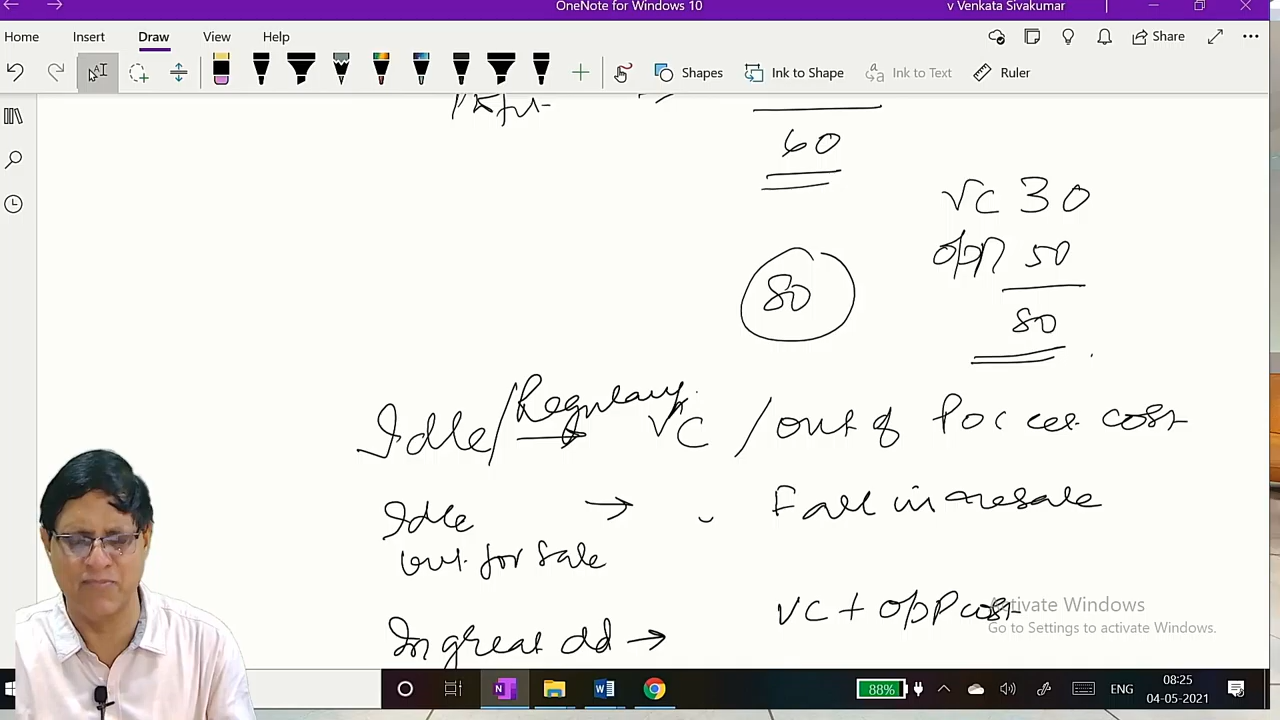 OneNote for Windows 10
v Venkata Sivakumar
Home Insert Draw View Help
Share
Shapes Ink to Shape Ink to Text Ruler
60
VC 30
opp 50
80
80
Idle/Regular VC / out of Pocket cost
Idle → Fall in resale
but for sale
In great dd → VC + opp cost
Activate Windows
Go to Settings to activate Windows.
88%
ENG
08:25
04-05-2021